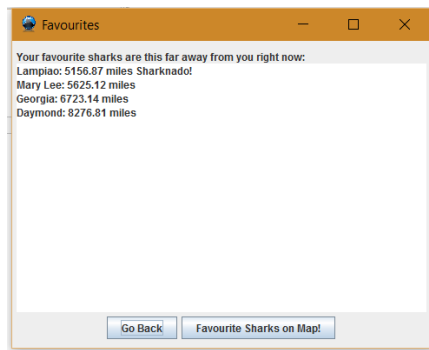 Favourites
Your favourite sharks are this far away from you right now:
Lampiao: 5156.87 miles Sharknado!
Mary Lee: 5625.12 miles
Georgia: 6723.14 miles
Daymond: 8276.81 miles
Go Back
Favourite Sharks on Map!